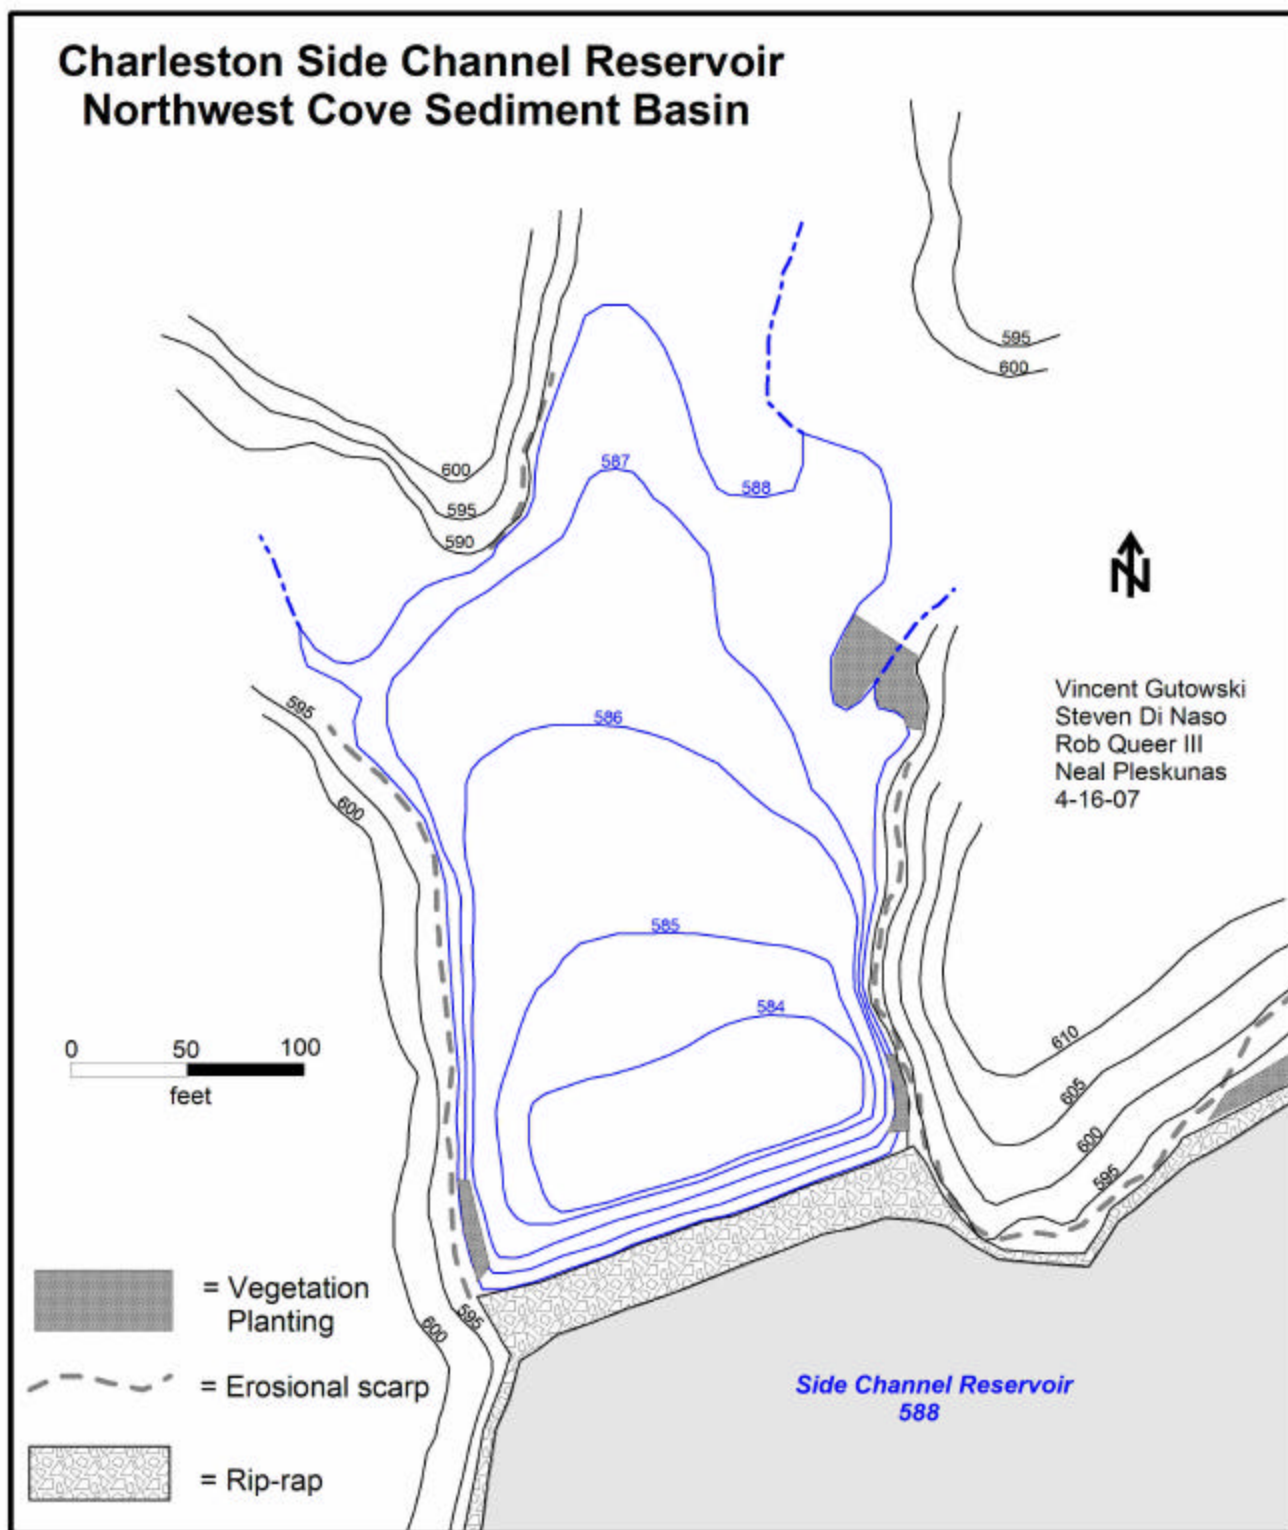 Charleston Side Channel Reservoir
Northwest Cove Sediment Basin
595
600
600
595
590
587
588
N
595
600
586
Vincent Gutowski
Steven Di Naso
Rob Queer III
Neal Pleskunas
4-16-07
585
584
0 50 100
feet
610
605
600
595
= Vegetation
Planting
595
600
= Erosional scarp
Side Channel Reservoir
588
= Rip-rap